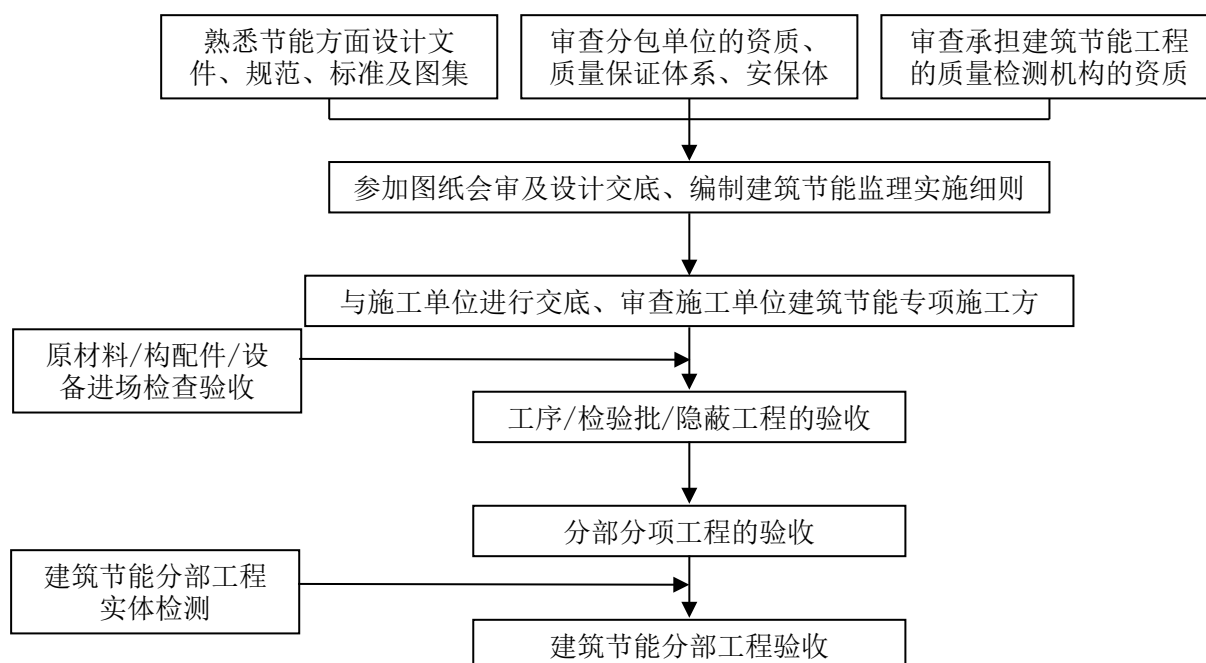 熟悉节能方面设计文
件、规范、标准及图集
审查分包单位的资质、
质量保证体系、安保体
审查承担建筑节能工程
的质量检测机构的资质
参加图纸会审及设计交底、编制建筑节能监理实施细则
与施工单位进行交底、审查施工单位建筑节能专项施工方
原材料/构配件/设
备进场检查验收
工序/检验批/隐蔽工程的验收
分部分项工程的验收
建筑节能分部工程
实体检测
建筑节能分部工程验收